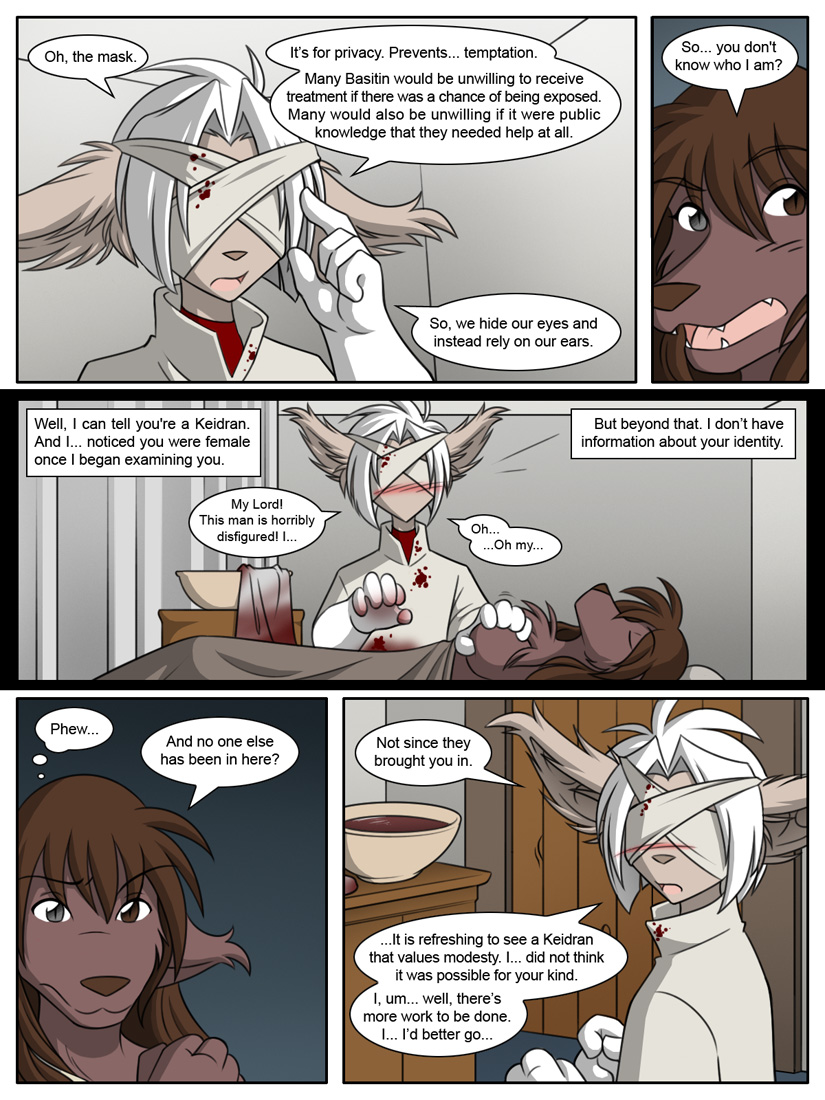 Oh, the mask.
It's for privacy. Prevents... temptation.
Many Basitin would be unwilling to receive
treatment if there was a chance of being exposed.
Many would also be unwilling if it were public
knowledge that they needed help at all.
So, we hide our eyes and
instead rely on our ears.
So... you don't
know who I am?
Well, I can tell you're a Keidran.
And I... noticed you were female
once I began examining you.
But beyond that. I don't have
information about your identity.
My Lord!
This man is horribly
disfigured! I...
Oh...
...Oh my...
Phew...
And no one else
has been in here?
Not since they
brought you in.
...It is refreshing to see a Keidran
that values modesty. I... did not think
it was possible for your kind.
I, um... well, there's
more work to be done.
I... I'd better go...